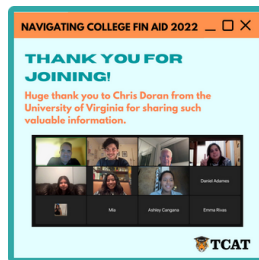 NAVIGATING COLLEGE FIN AID 2022
THANK YOU FOR
JOINING!
Huge thank you to Chris Doran from the
University of Virginia for sharing such
valuable information.
Daniel Adamea
Mia
Ashley Cangana
Emma Rivas
TCAT